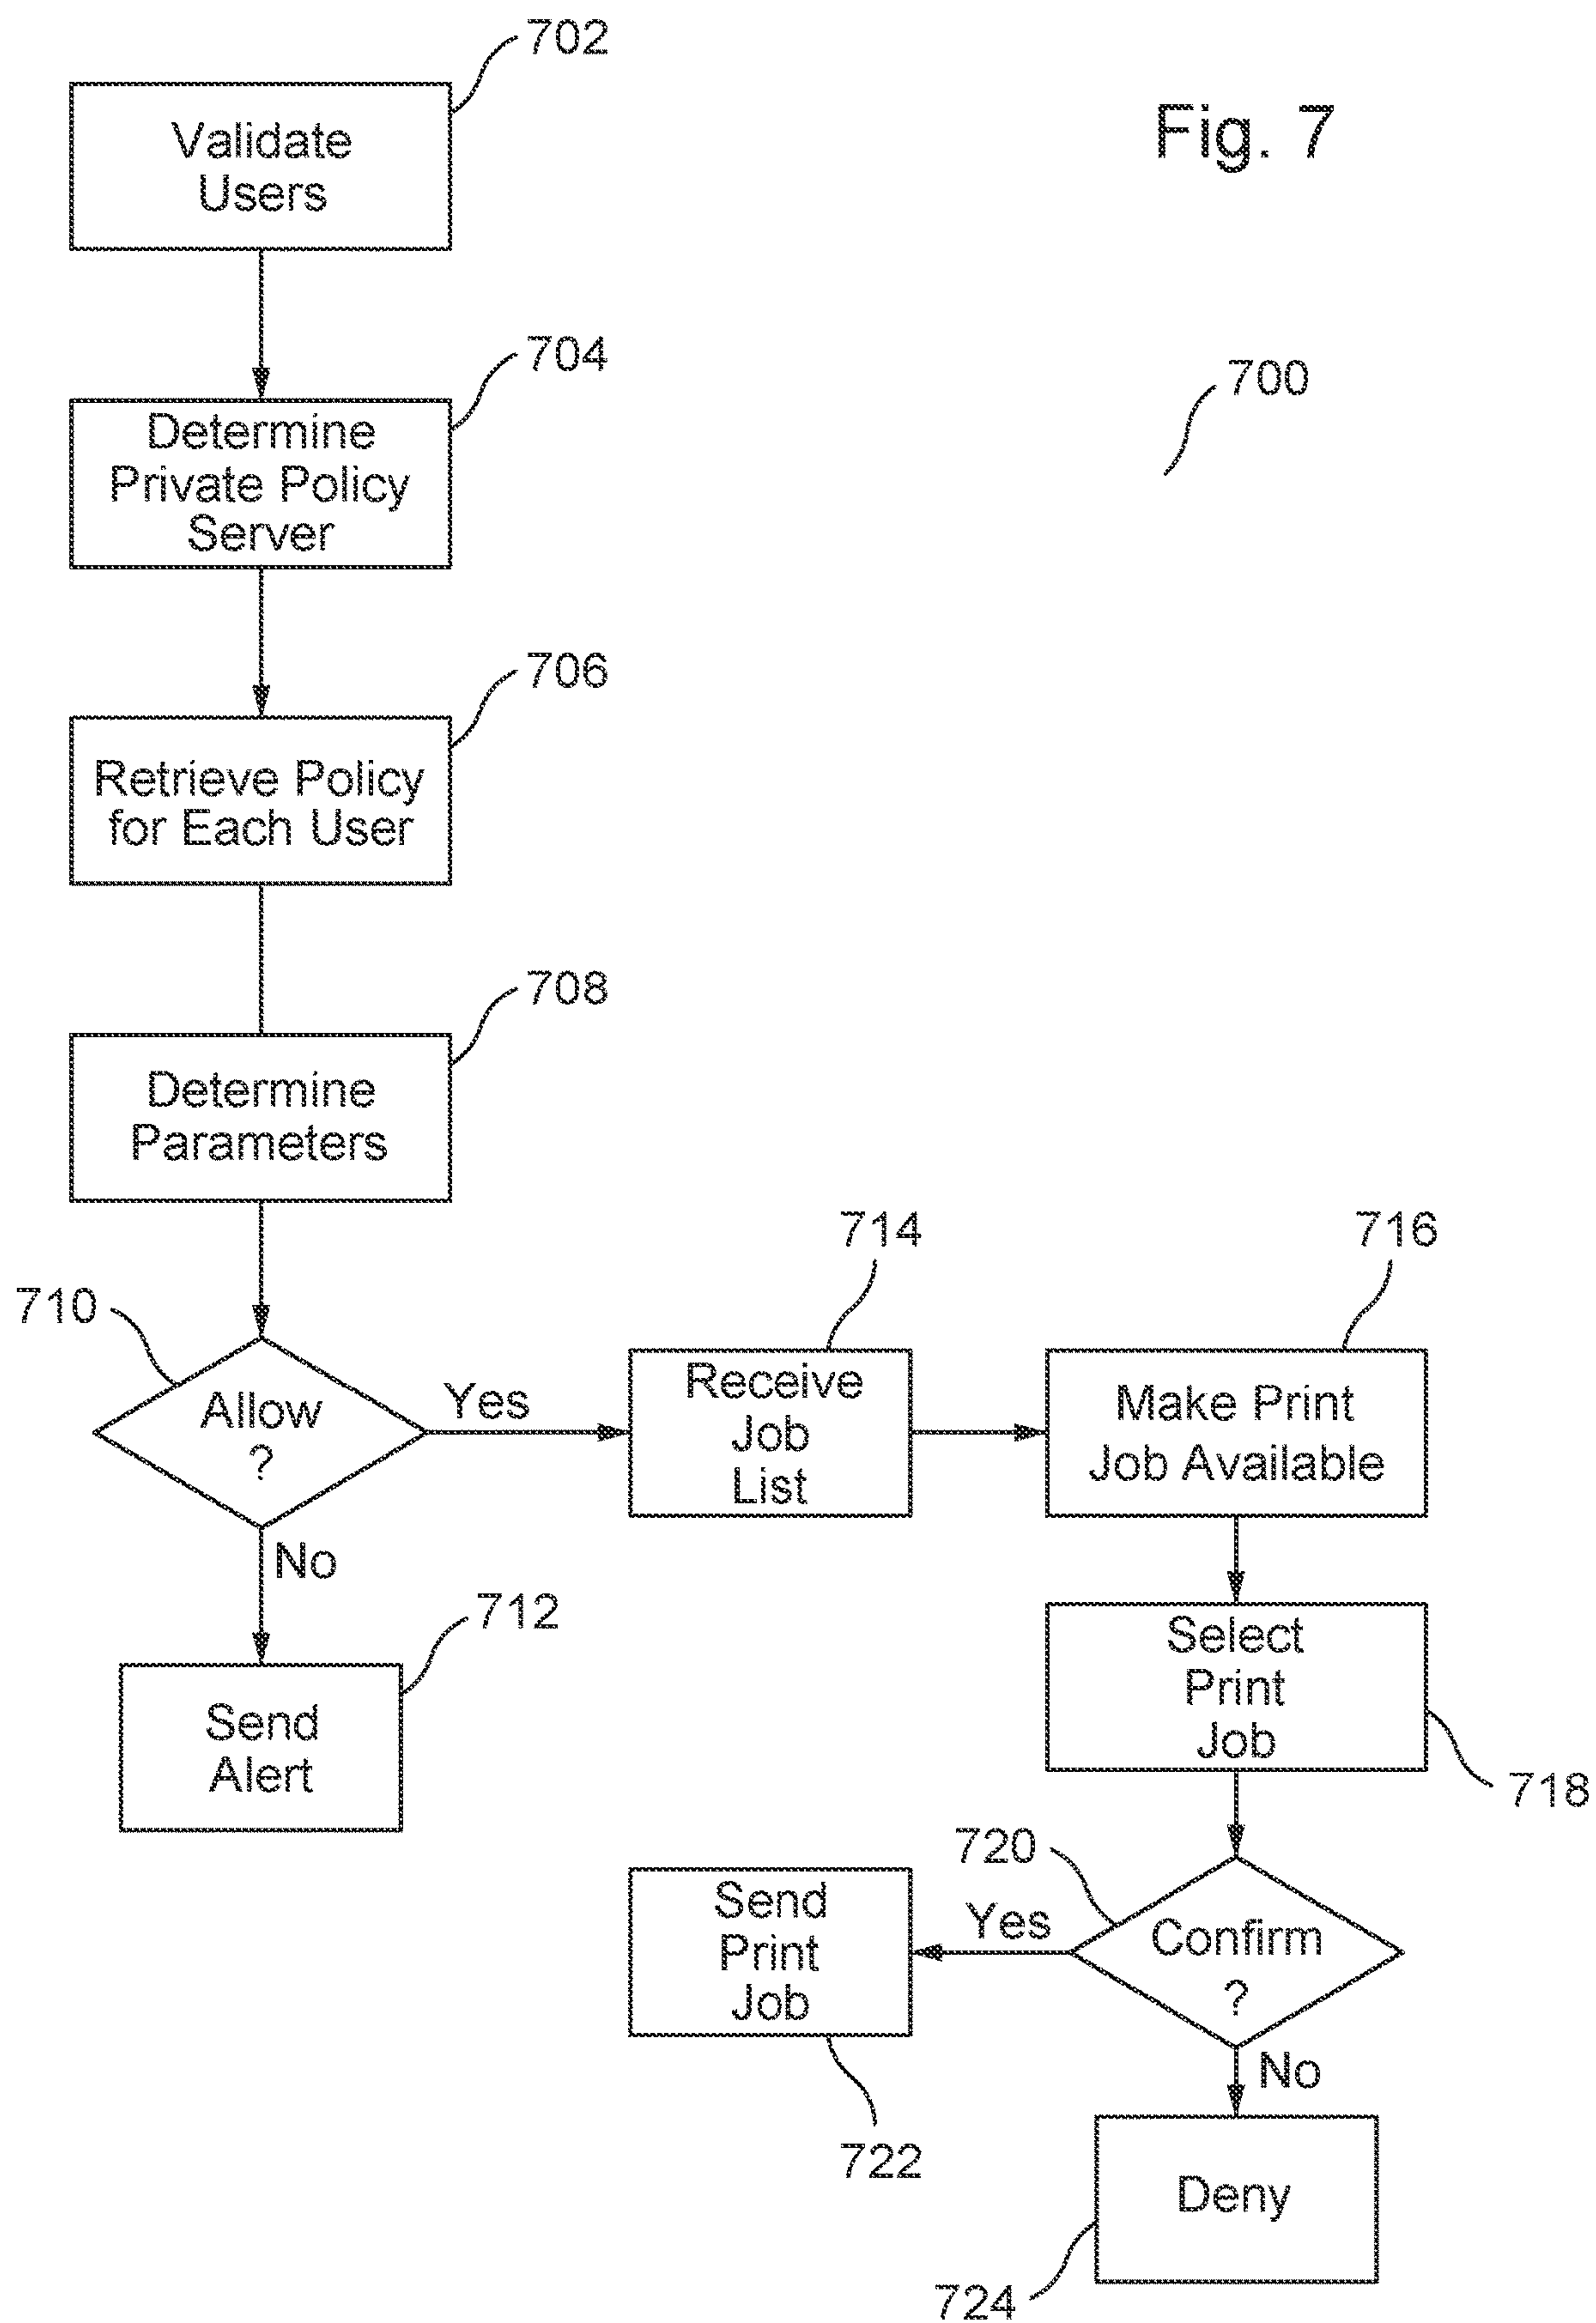 702
Fig. 7
Validate
Users
704
700
Determine
Private Policy
Server
706
Retrieve Policy
for Each User
708
Determine
Parameters
714
716
710
Allow
?
Yes
Receive
Job
List
Make Print
Job Available
No
712
Send
Alert
Select
Print
Job
718
720
Send
Print
Job
Yes
Confirm
?
722
No
Deny
724